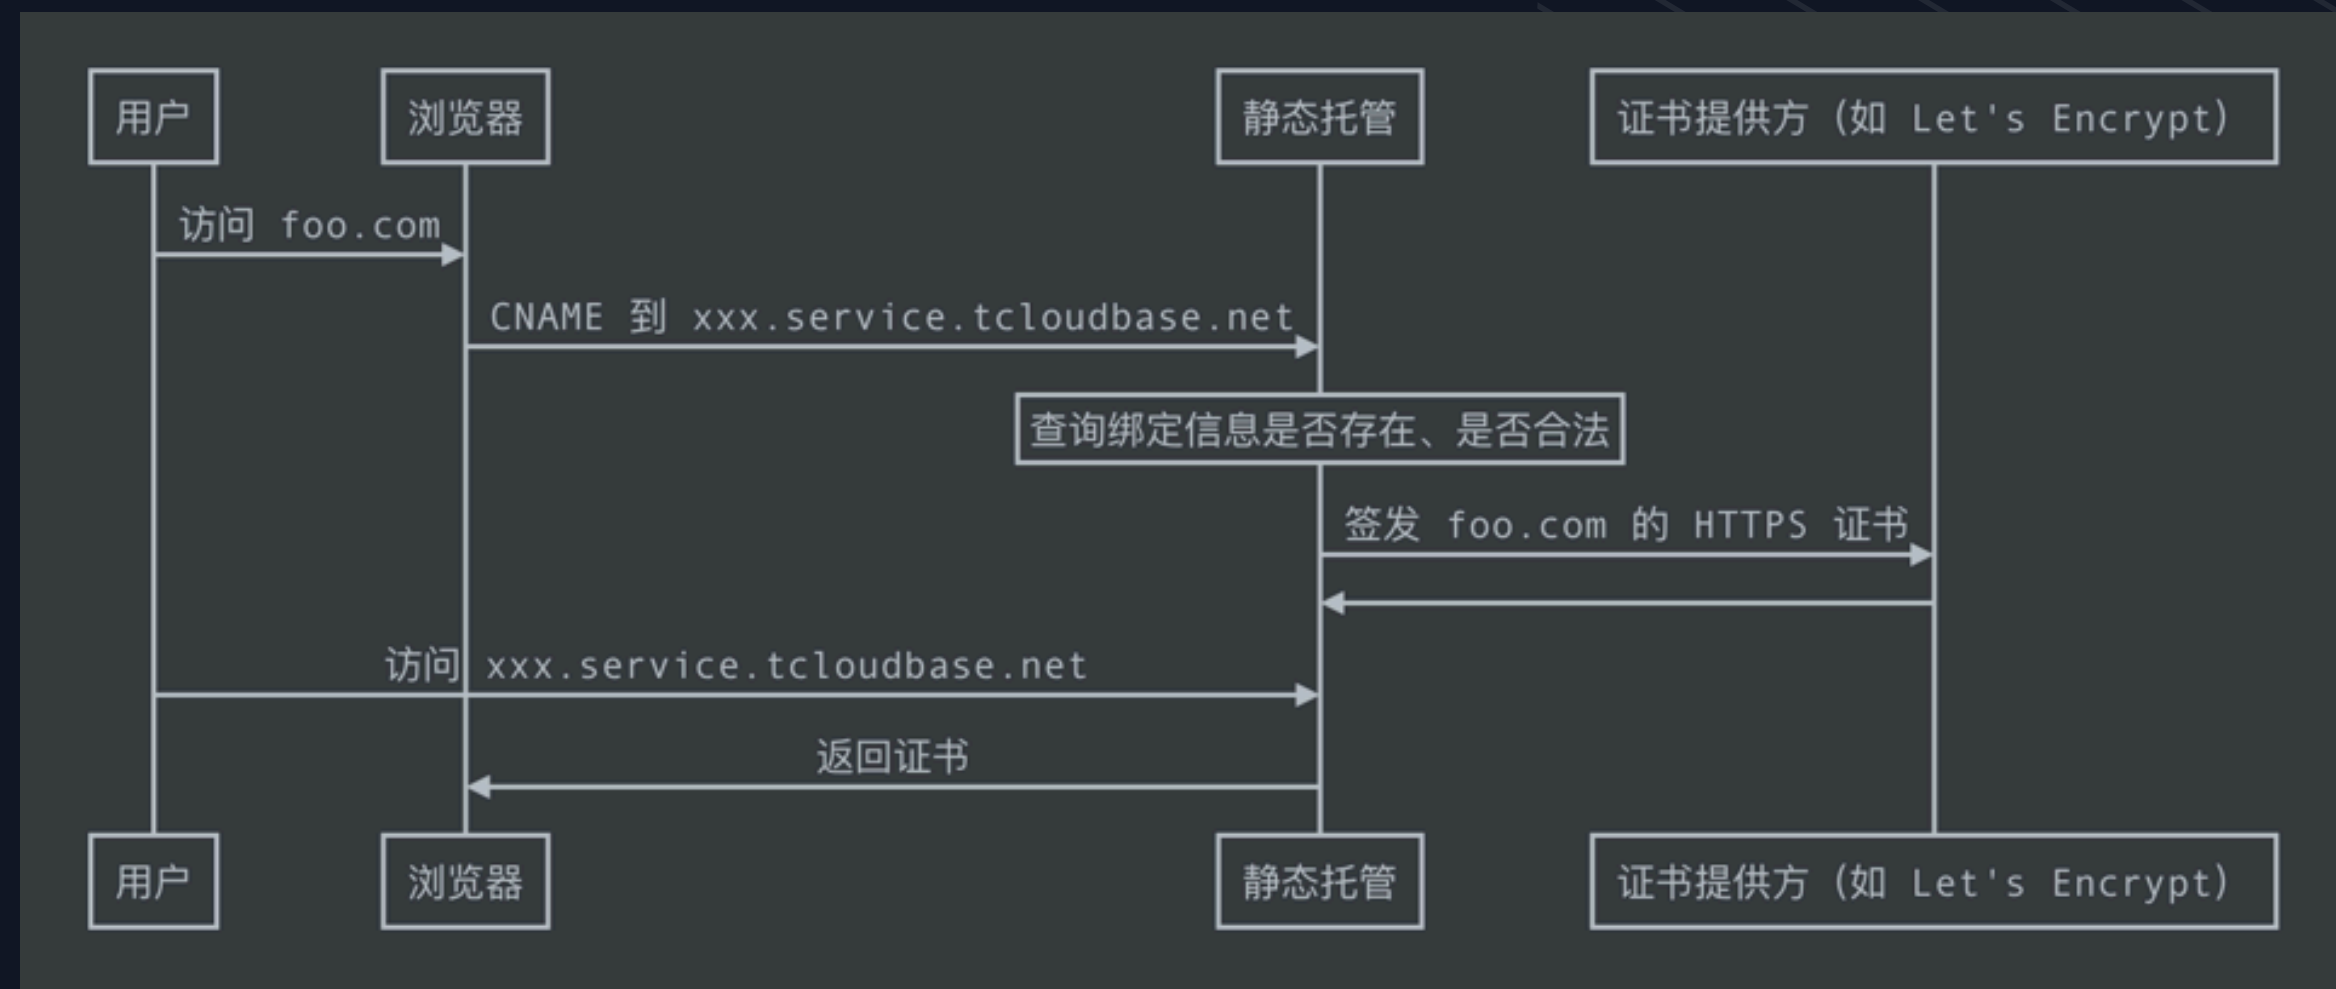 用户
浏览器
静态托管
证书提供方（如 Let's Encrypt）
访问 foo.com
CNAME 到 xxx.service.tcloudbase.net
查询绑定信息是否存在、是否合法
签发 foo.com 的 HTTPS 证书
访问 xxx.service.tcloudbase.net
返回证书
用户
浏览器
静态托管
证书提供方（如 Let's Encrypt）